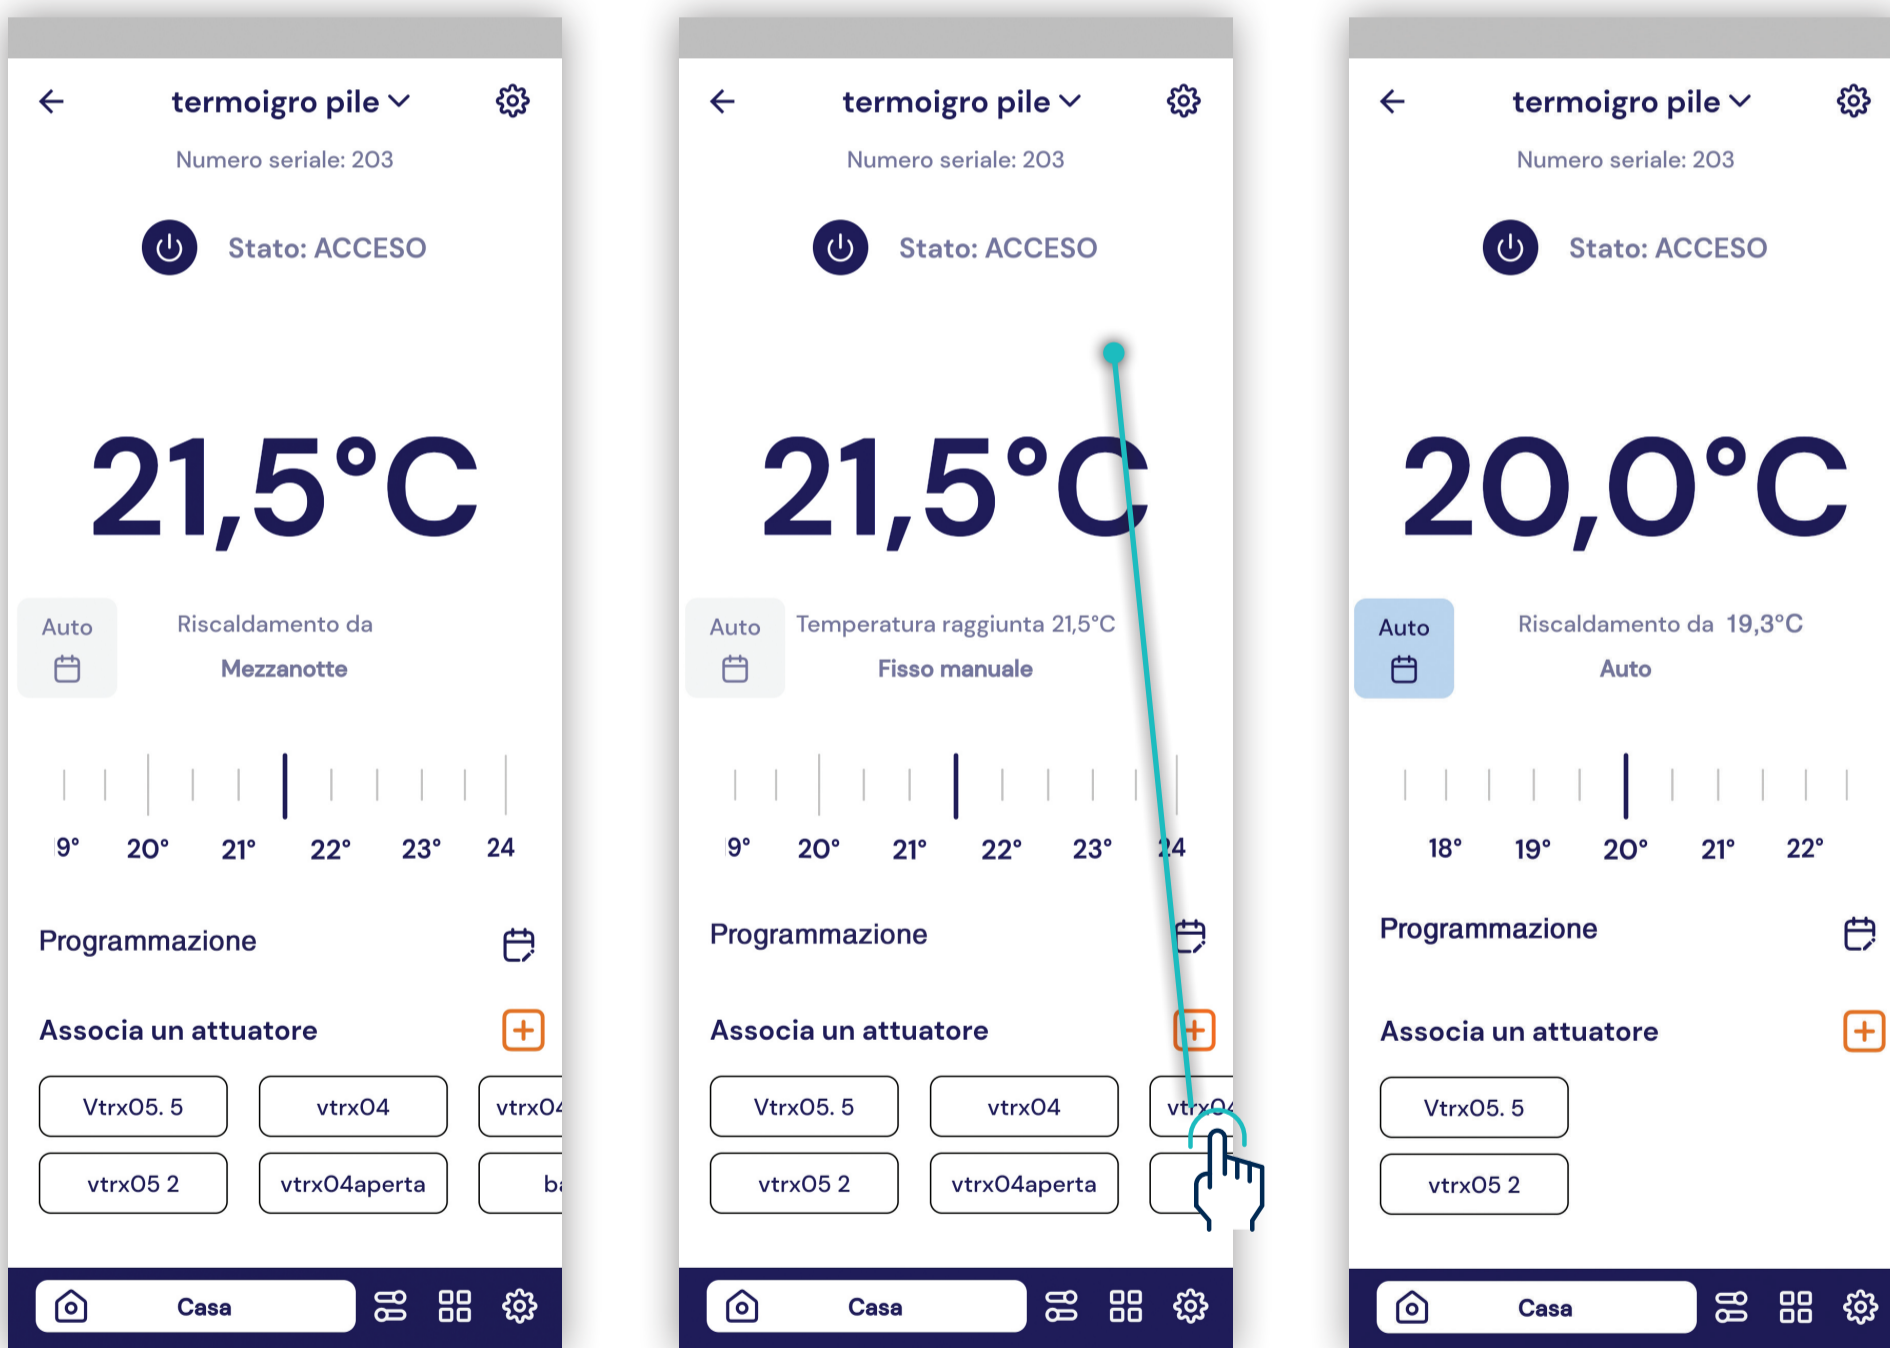 termoigro pile
Numero seriale: 203
Stato: ACCESO
21,5°C
Auto
Riscaldamento da
Mezzanotte
9° 20° 21° 22° 23° 24
Programmazione
Associa un attuatore
Vtrx05. 5 vtrx04 vtrx04
vtrx05 2 vtrx04aperta
Casa
termoigro pile
Numero seriale: 203
Stato: ACCESO
21,5°C
Auto
Temperatura raggiunta 21,5°C
Fisso manuale
9° 20° 21° 22° 23° 24
Programmazione
Associa un attuatore
Vtrx05. 5 vtrx04 vtrx04
vtrx05 2 vtrx04aperta
Casa
termoigro pile
Numero seriale: 203
Stato: ACCESO
20,0°C
Auto
Riscaldamento da 19,3°C
Auto
18° 19° 20° 21° 22°
Programmazione
Associa un attuatore
Vtrx05. 5
vtrx05 2
Casa